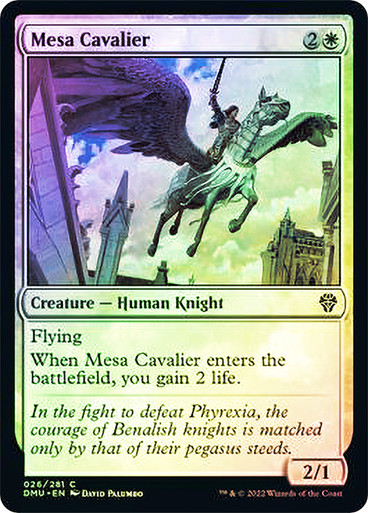 Mesa Cavalier 2
Creature — Human Knight
Flying
When Mesa Cavalier enters the
battlefield, you gain 2 life.
In the fight to defeat Phyrexia, the
courage of Benalish knights is matched
only by that of their pegasus steeds.
2/1
026/281 C
DMU • EN David Palumbo
™ & © 2022 Wizards of the Coast